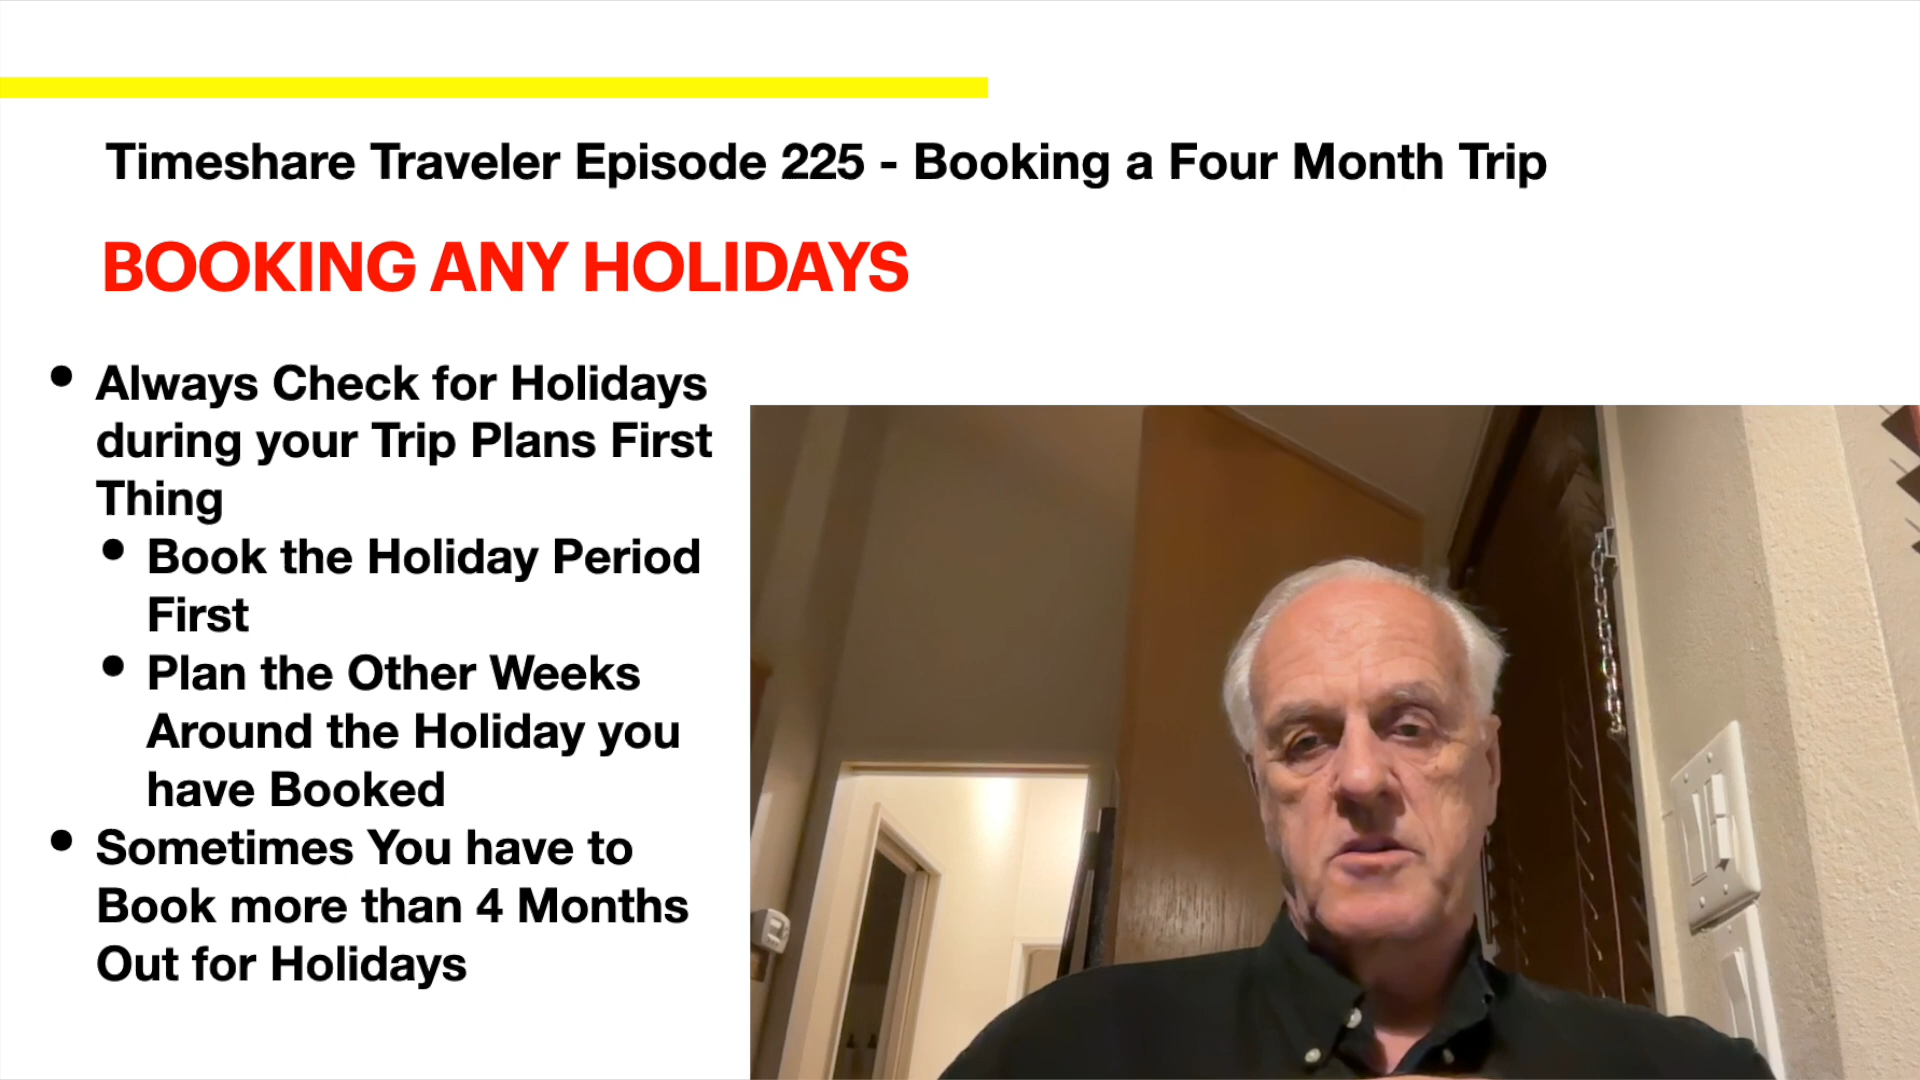 Timeshare Traveler Episode 225 - Booking a Four Month Trip
BOOKING ANY HOLIDAYS
• Always Check for Holidays
during your Trip Plans First
Thing
• Book the Holiday Period
First
• Plan the Other Weeks
Around the Holiday you
have Booked
• Sometimes You have to
Book more than 4 Months
Out for Holidays